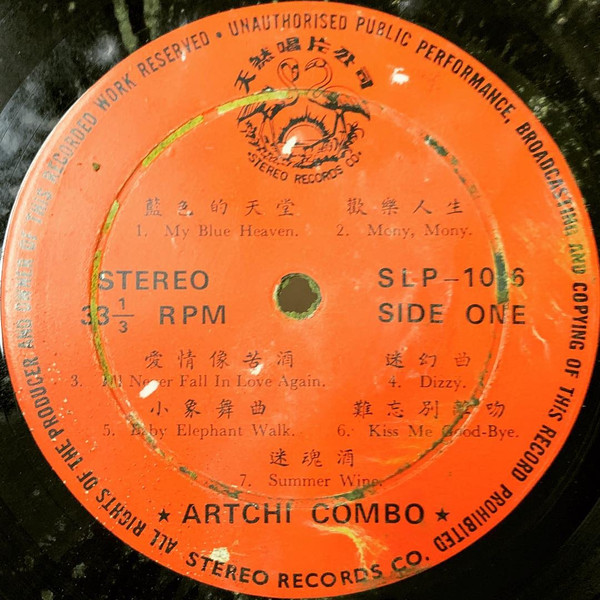 ALL RIGHTS OF THE PRODUCER AND OWNER OF THIS RECORDED WORK RESERVED • UNAUTHORISED PUBLIC PERFORMANCE, BROADCASTING AND COPYING OF THIS RECORD PROHIBITED
天然唱片公司
•STEREO RECORDS CO•
藍色的天堂 歡樂人生
1. My Blue Heaven. 2. Mony, Mony.
STEREO SLP-10 6
33 1/3 RPM SIDE ONE
愛情像苦酒 迷幻曲
3. Never Fall In Love Again. 4. Dizzy.
小象舞曲 難忘別 吻
5. Baby Elephant Walk. 6. Kiss Me Good-Bye.
迷魂酒
7. Summer Wine.
★ ARTCHI COMBO ★
STEREO RECORDS CO.